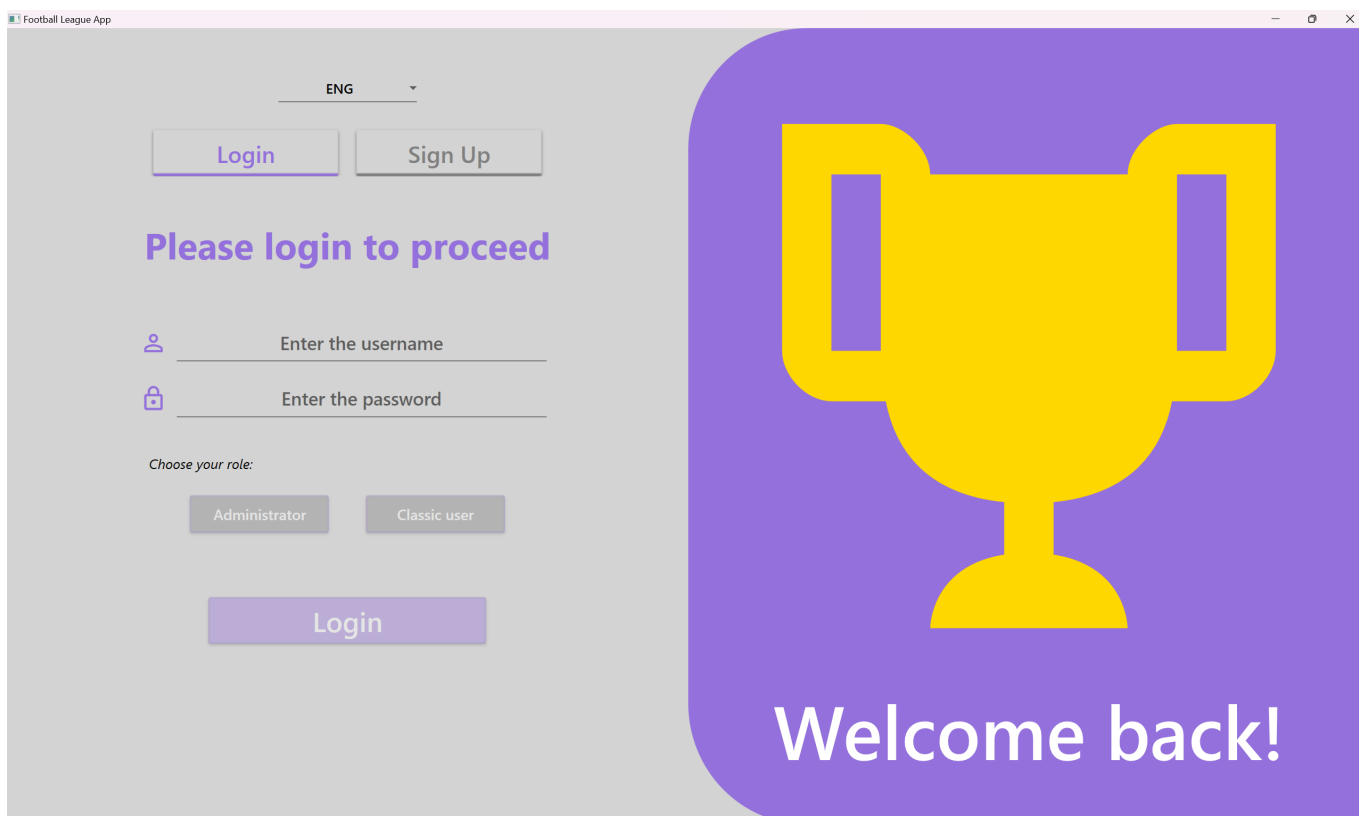 Football League App
ENG
Login
Sign Up
Please login to proceed
Enter the username
Enter the password
Choose your role:
Administrator
Classic user
Login
Welcome back!